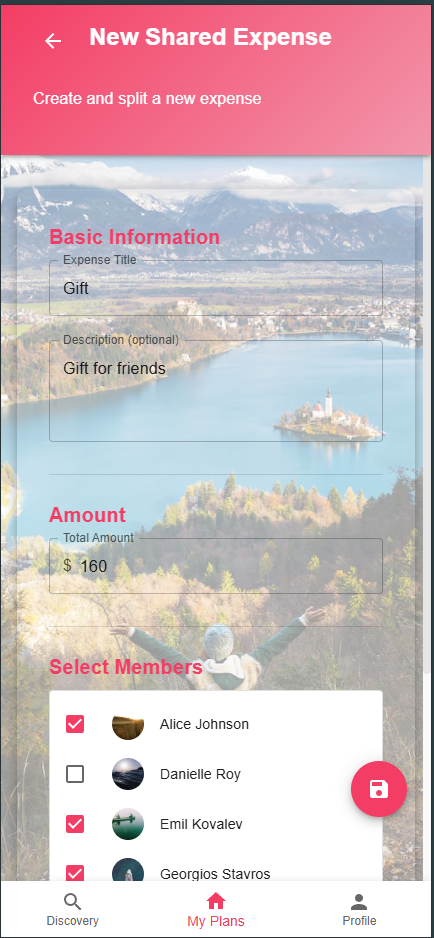 New Shared Expense
Create and split a new expense
Basic Information
Expense Title
Gift
Description (optional)
Gift for friends
Amount
Total Amount
$ 160
Select Members
Alice Johnson
Danielle Roy
Emil Kovalev
Georgios Stavros
Discovery
My Plans
Profile